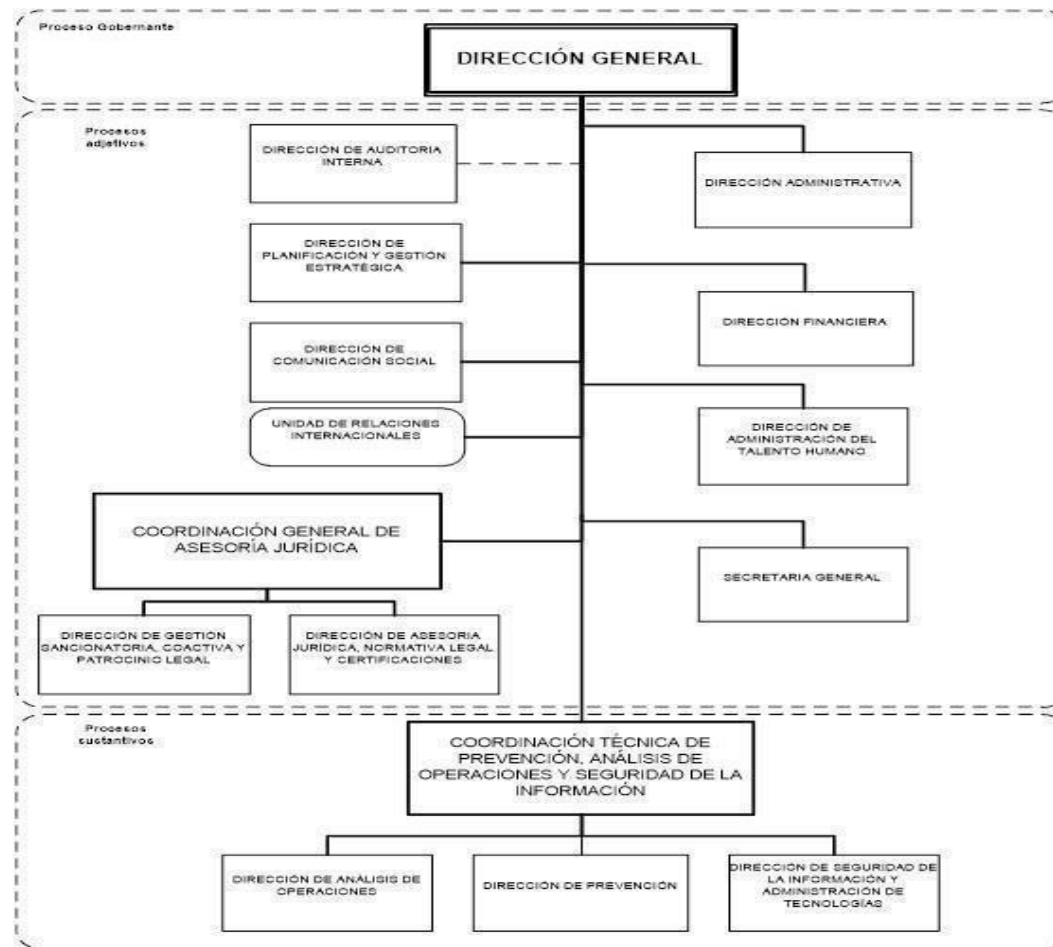 Proceso Gobernante
DIRECCIÓN GENERAL
Procesos
adjetivos
DIRECCIÓN DE AUDITORIA
INTERNA
DIRECCIÓN ADMINISTRATIVA
DIRECCIÓN DE
PLANIFICACIÓN Y GESTIÓN
ESTRATÉGICA
DIRECCIÓN FINANCIERA
DIRECCIÓN DE
COMUNICACIÓN SOCIAL
UNIDAD DE RELACIONES
INTERNACIONALES
DIRECCIÓN DE
ADMINISTRACIÓN DEL
TALENTO HUMANO
COORDINACIÓN GENERAL DE
ASESORÍA JURÍDICA
SECRETARIA GENERAL
DIRECCIÓN DE GESTIÓN
SANCIONATORIA, COACTIVA Y
PATROCINIO LEGAL
DIRECCIÓN DE ASESORIA
JURÍDICA, NORMATIVA LEGAL
Y CERTIFICACIONES
Procesos
sustantivos
COORDINACIÓN TÉCNICA DE
PREVENCIÓN, ANÁLISIS DE
OPERACIONES Y SEGURIDAD DE LA
INFORMACIÓN
DIRECCIÓN DE ANÁLISIS DE
OPERACIONES
DIRECCIÓN DE PREVENCIÓN
DIRECCIÓN DE SEGURIDAD DE
LA INFORMACIÓN Y
ADMINISTRACIÓN DE
TECNOLOGÍAS